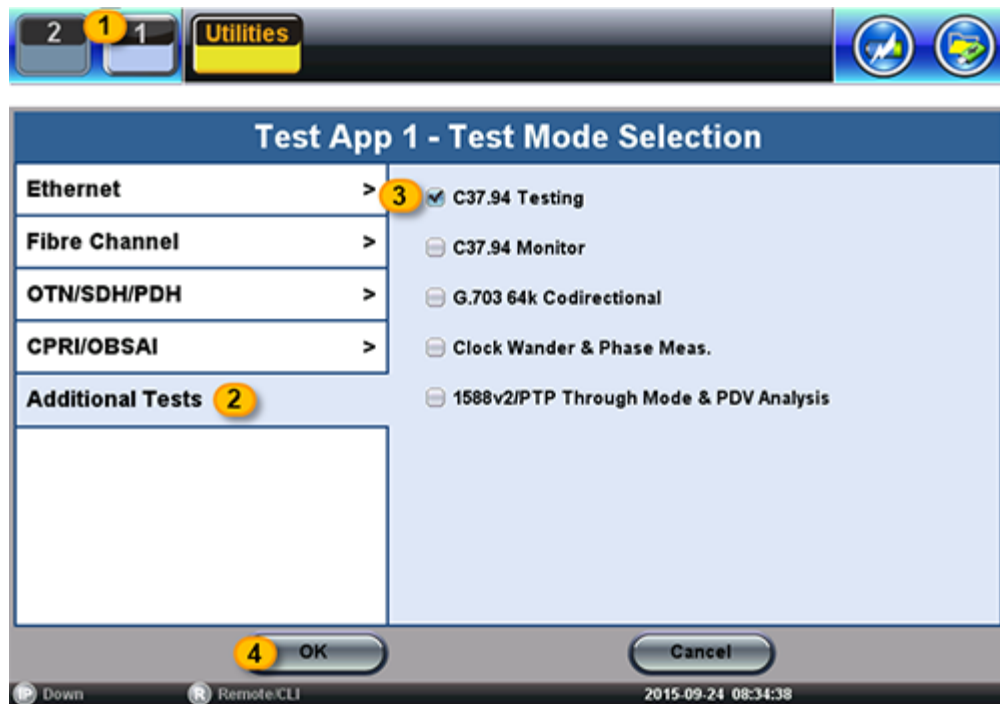 2 1 1 Utilities
Test App 1 - Test Mode Selection
Ethernet >
Fibre Channel >
OTN/SDH/PDH >
CPRI/OBSAI >
Additional Tests 2
3 C37.94 Testing
C37.94 Monitor
G.703 64k Codirectional
Clock Wander & Phase Meas.
1588v2/PTP Through Mode & PDV Analysis
4 OK Cancel
IP Down R Remote/CLI 2015-09-24 08:34:38